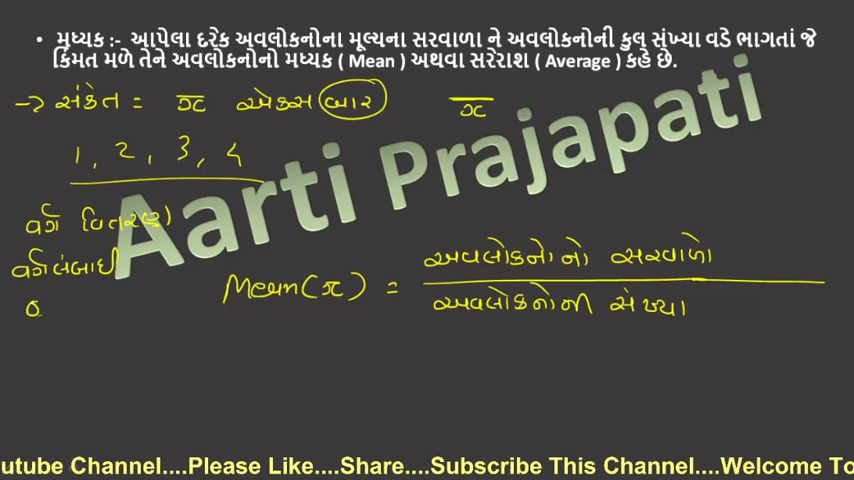 • મધ્યક :- આપેલા દરેક અવલોકનોના મૂલ્યના સરવાળા ને અવલોકનોની કુલ સંખ્યા વડે ભાગતાં જે
કિંમત મળે તેને અવલોકનોનો મધ્યક ( Mean ) અથવા સરેરાશ ( Average ) કહે છે.
→ સંકેત = x̄ એક્સ બાર x̄
1, 2, 3, 4
Aarti Prajapati
વર્ગ વિતરણ
વર્ગલંબાઈ
Mean(x) = અવલોકનોનો સરવાળો
અવલોકનોની સંખ્યા
0
utube Channel....Please Like....Share....Subscribe This Channel....Welcome To